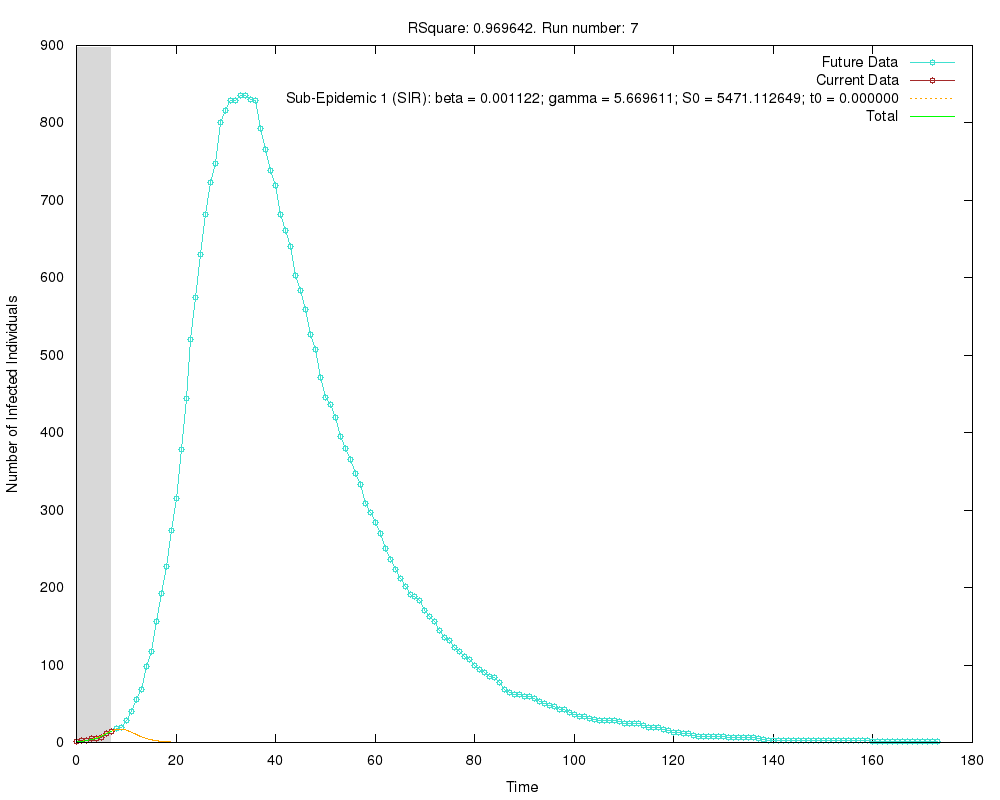 RSquare: 0.969642. Run number: 7
Future Data
Current Data
Sub-Epidemic 1 (SIR): beta = 0.001122; gamma = 5.669611; S0 = 5471.112649; t0 = 0.000000
Total
900
800
700
600
500
400
300
200
100
0
Number of Infected Individuals
0 20 40 60 80 100 120 140 160 180
Time